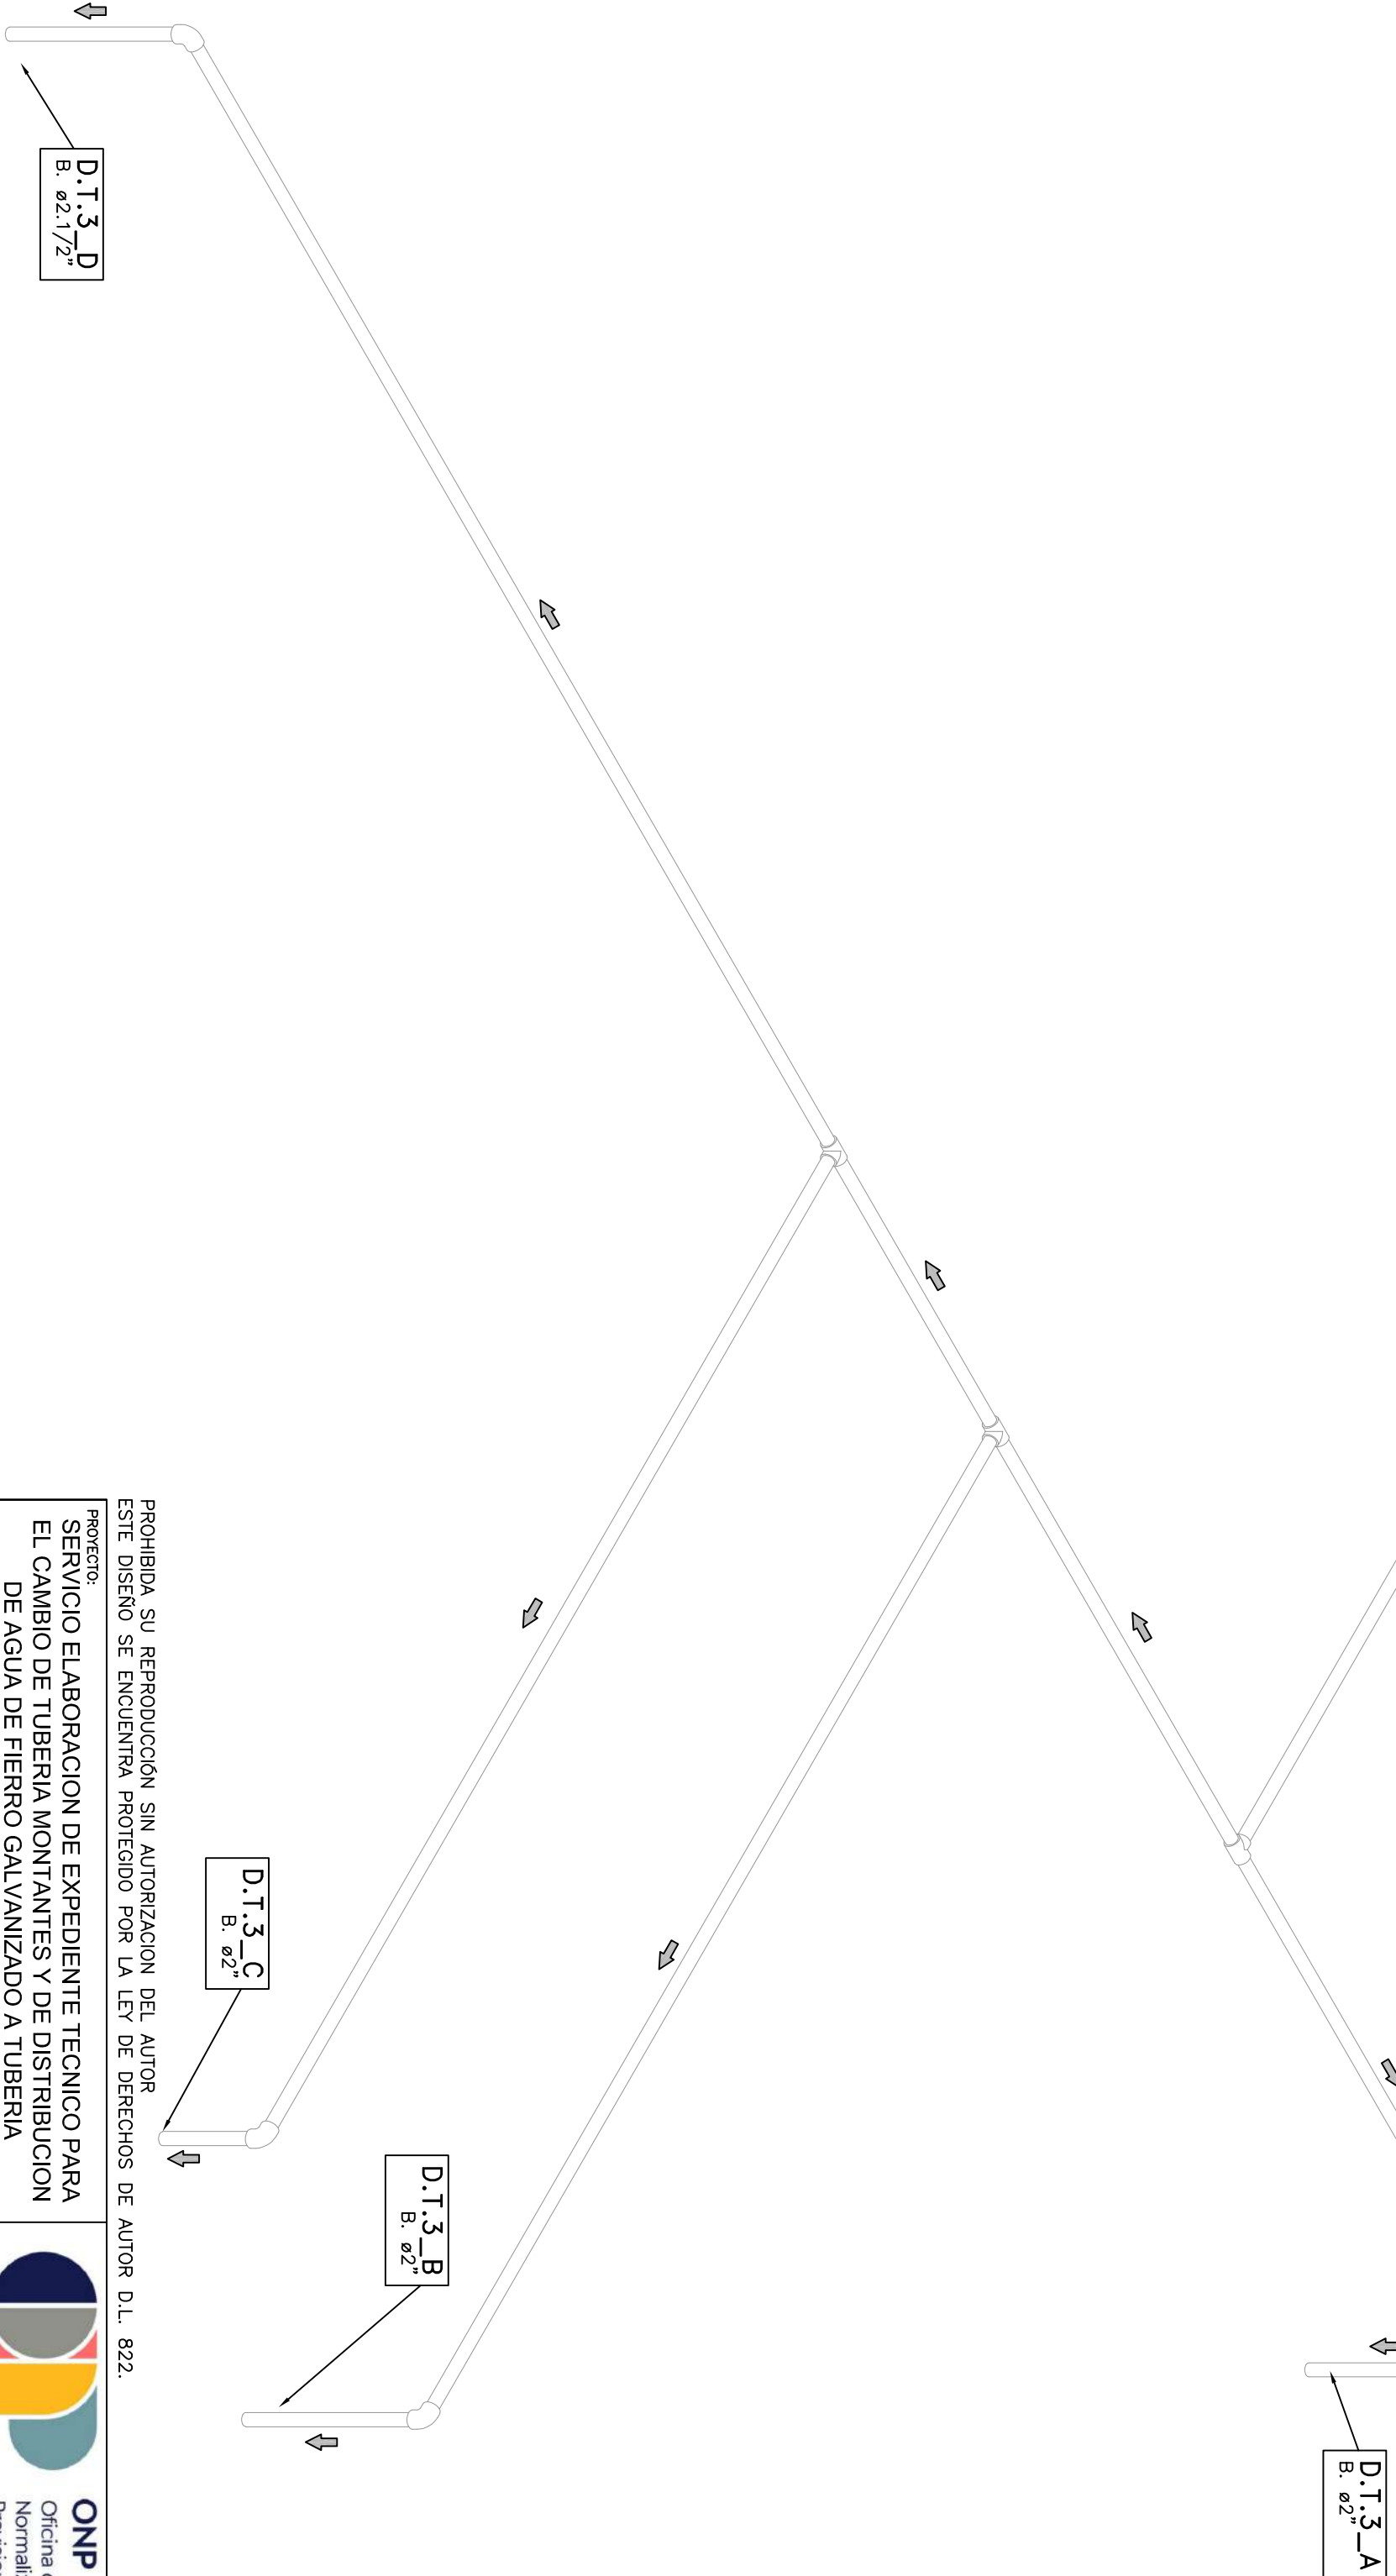 D.T.3_D
B. ø2.1/2"
D.T.3_A
B. ø2"
D.T.3_B
B. ø2"
D.T.3_C
B. ø2"
PROHIBIDA SU REPRODUCCIÓN SIN AUTORIZACION DEL AUTOR
ESTE DISEÑO SE ENCUENTRA PROTEGIDO POR LA LEY DE DERECHOS DE AUTOR D.L. 822.
PROYECTO:
SERVICIO ELABORACION DE EXPEDIENTE TECNICO PARA
EL CAMBIO DE TUBERIA MONTANTES Y DE DISTRIBUCION
DE AGUA DE FIERRO GALVANIZADO A TUBERIA
ONP
Oficina